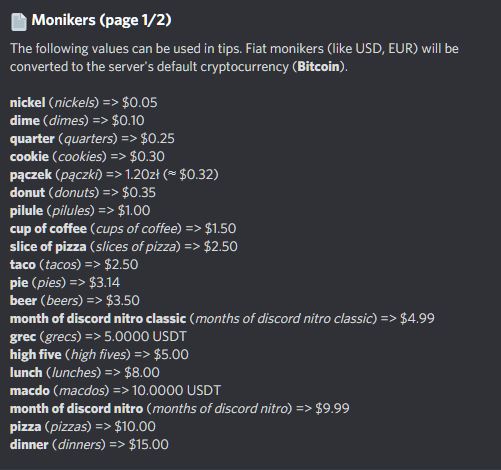 Monikers (page 1/2)
The following values can be used in tips. Fiat monikers (like USD, EUR) will be
converted to the server's default cryptocurrency (Bitcoin).
nickel (nickels) => $0.05
dime (dimes) => $0.10
quarter (quarters) => $0.25
cookie (cookies) => $0.30
pączek (pączki) => 1.20zł (≈ $0.32)
donut (donuts) => $0.35
pilule (pilules) => $1.00
cup of coffee (cups of coffee) => $1.50
slice of pizza (slices of pizza) => $2.50
taco (tacos) => $2.50
pie (pies) => $3.14
beer (beers) => $3.50
month of discord nitro classic (months of discord nitro classic) => $4.99
grec (grecs) => 5.0000 USDT
high five (high fives) => $5.00
lunch (lunches) => $8.00
macdo (macdos) => 10.0000 USDT
month of discord nitro (months of discord nitro) => $9.99
pizza (pizzas) => $10.00
dinner (dinners) => $15.00